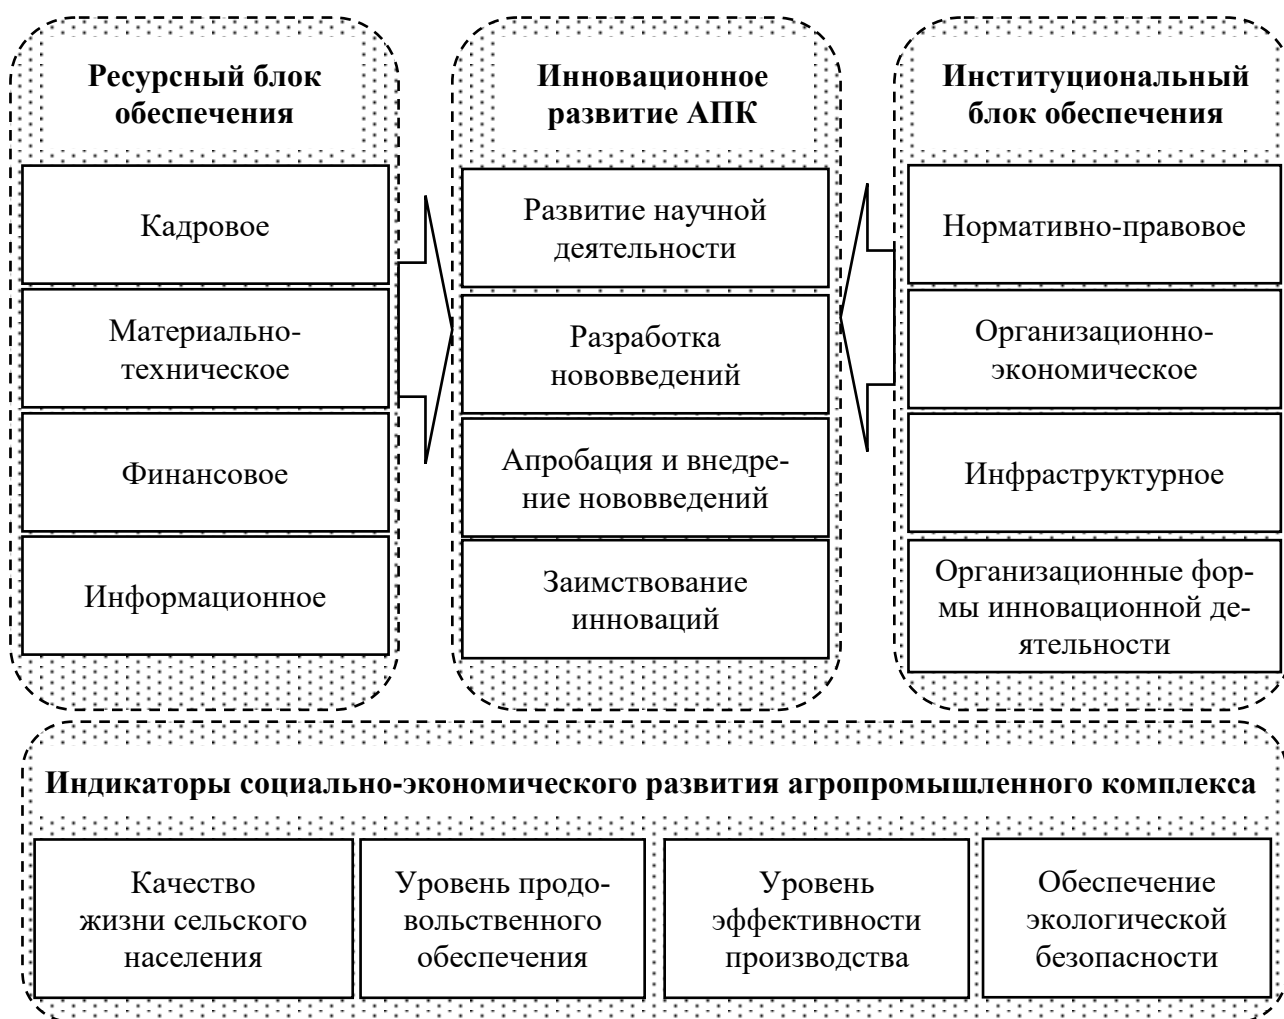 Ресурсный блок
обеспечения
Кадровое
Материально-
техническое
Финансовое
Информационное
Инновационное
развитие АПК
Развитие научной
деятельности
Разработка
нововведений
Апробация и внедре-
ние нововведений
Заимствование
инноваций
Институциональный
блок обеспечения
Нормативно-правовое
Организационно-
экономическое
Инфраструктурное
Организационные фор-
мы инновационной де-
ятельности
Индикаторы социально-экономического развития агропромышленного комплекса
Качество
жизни сельского
населения
Уровень продо-
вольственного
обеспечения
Уровень
эффективности
производства
Обеспечение
экологической
безопасности